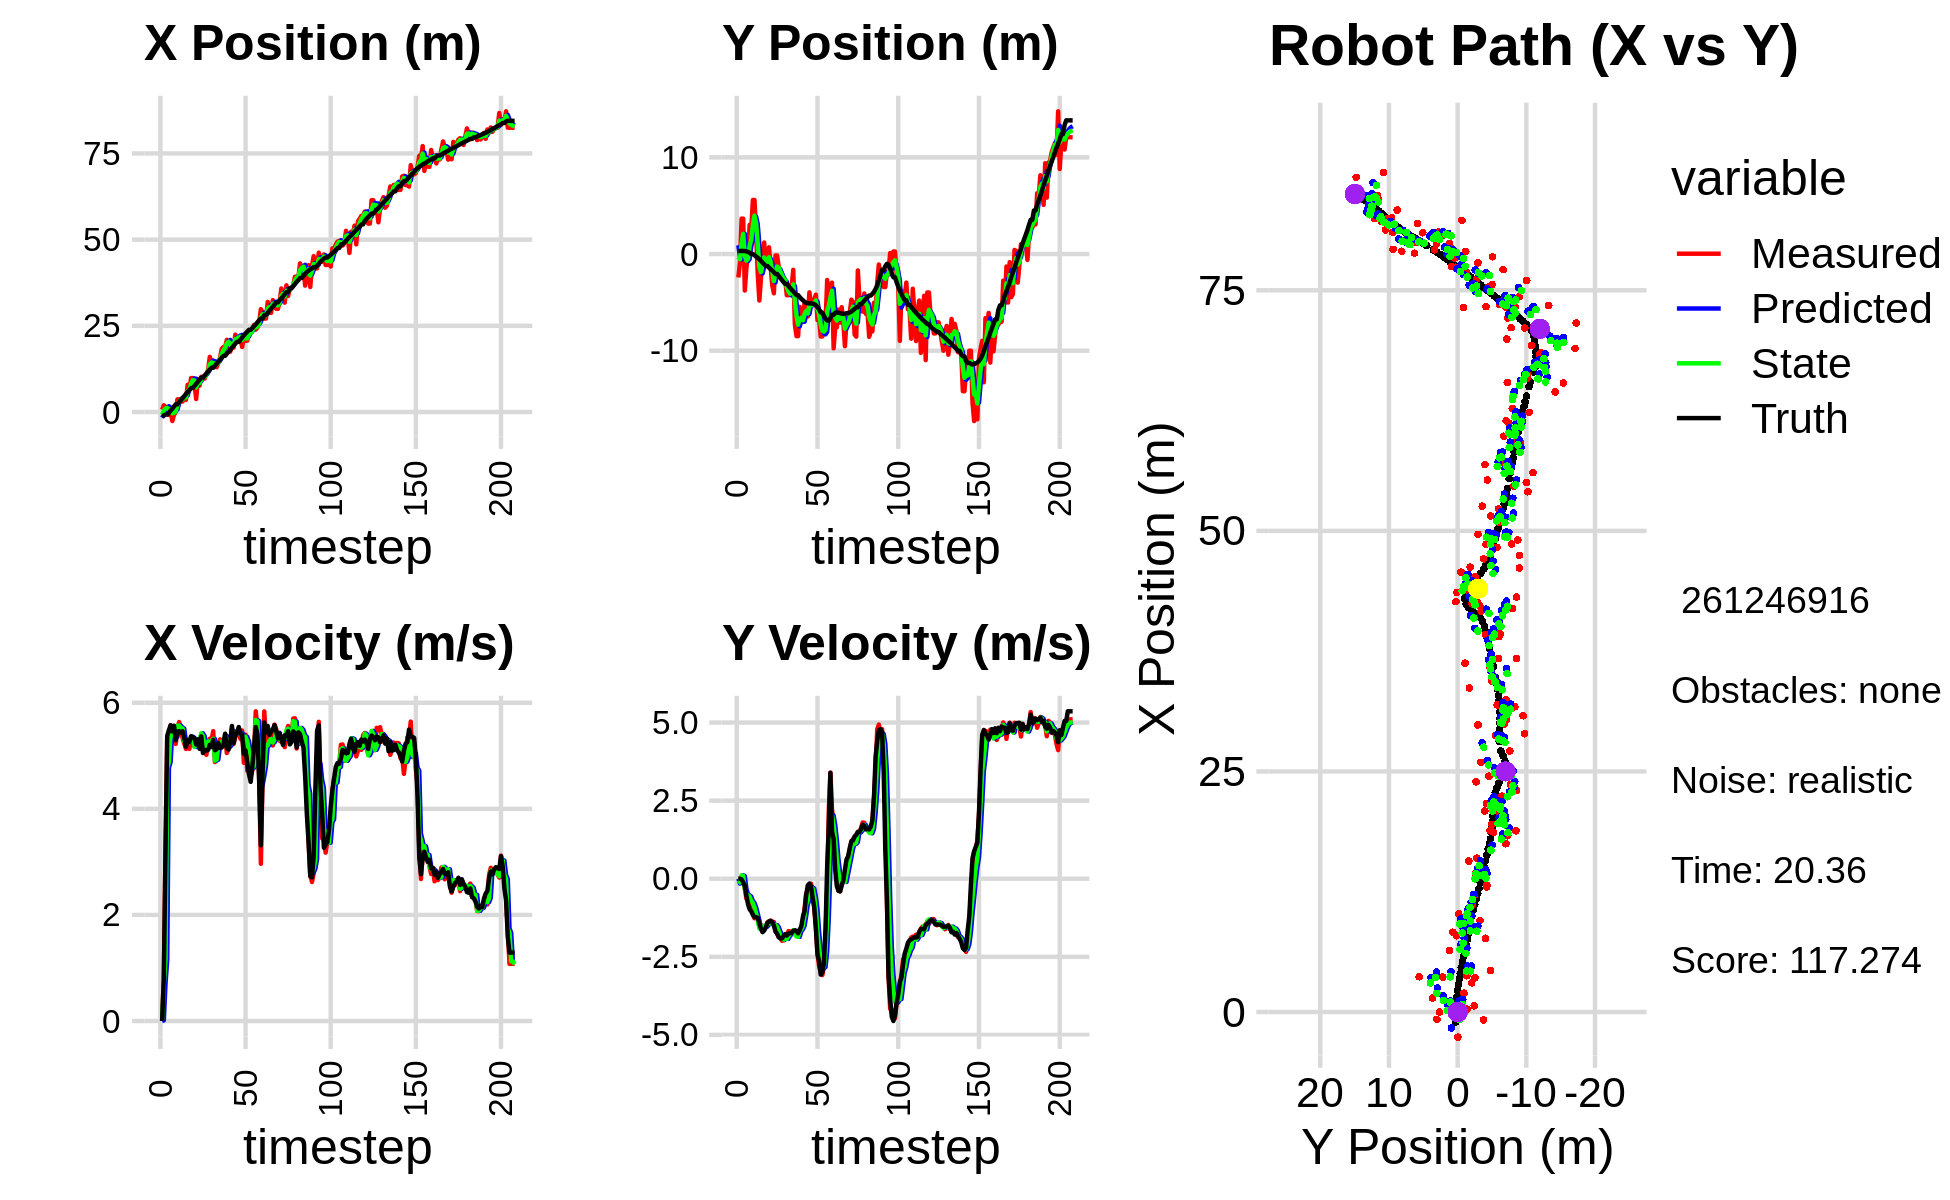 X Position (m)
75
50
25
0
0
50
100
150
200
timestep
Y Position (m)
10
0
-10
0
50
100
150
200
timestep
X Velocity (m/s)
6
4
2
0
0
50
100
150
200
timestep
Y Velocity (m/s)
5.0
2.5
0.0
-2.5
-5.0
0
50
100
150
200
timestep
Robot Path (X vs Y)
X Position (m)
75
50
25
0
20 10 0 -10 -20
Y Position (m)
variable
Measured
Predicted
State
Truth
261246916
Obstacles: none
Noise: realistic
Time: 20.36
Score: 117.274